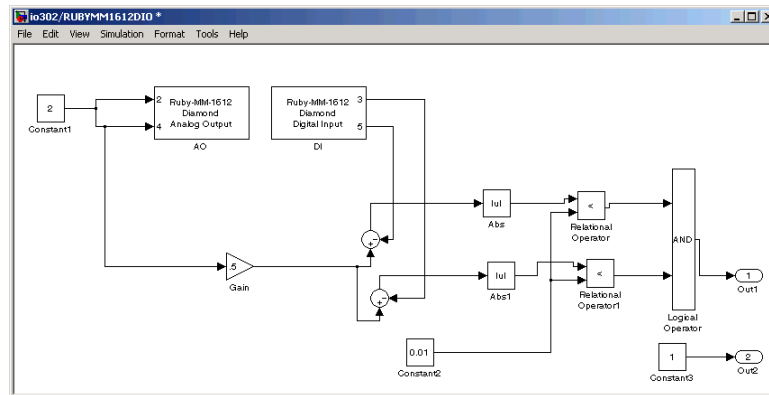 io302/RUBYMM1612DIO *
File Edit View Simulation Format Tools Help
2
Constant1
2
4
Ruby-MM-1612
Diamond
Analog Output
AO
Ruby-MM-1612
Diamond
Digital Input
3
5
DI
|u|
Abs
<
Relational
Operator
AND
Logical
Operator
.5
Gain
+
-
+
-
|u|
Abs1
<
Relational
Operator1
1
Out1
0.01
Constant2
1
Constant3
2
Out2